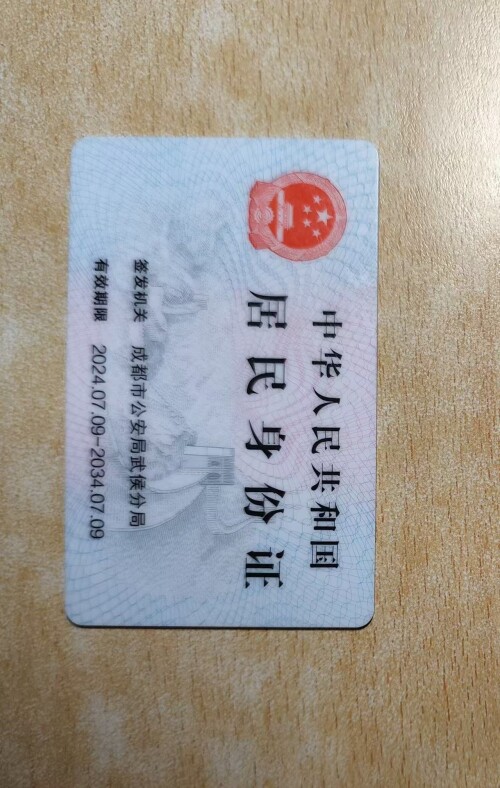 中华人民共和国
居民身份证
签发机关 成都市公安局武侯分局
有效期限 2024.07.09-2034.07.09